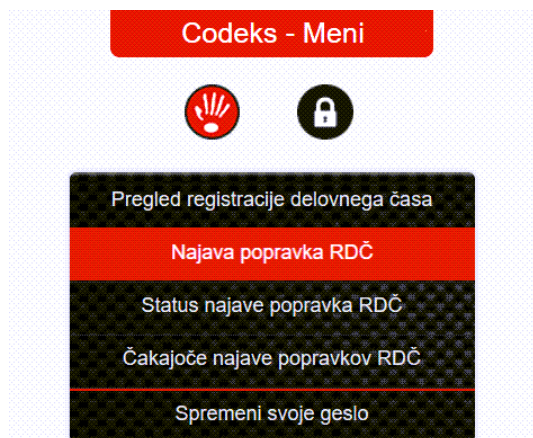 Codeks - Meni
Pregled registracije delovnega časa
Najava popravka RDČ
Status najave popravka RDČ
Čakajoče najave popravkov RDČ
Spremeni svoje geslo